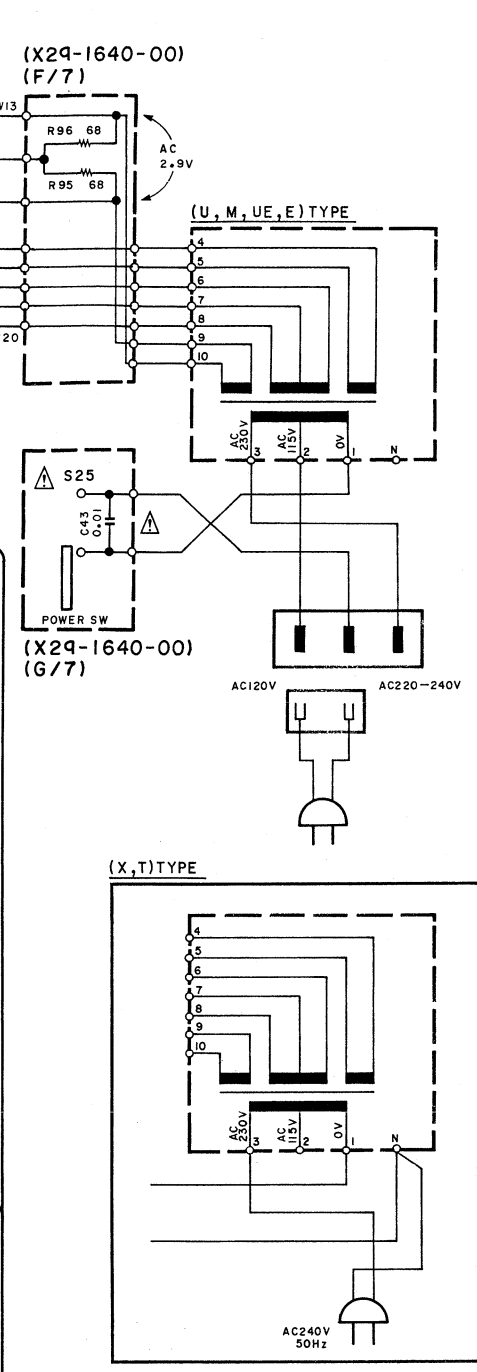 (X29-1640-00)
(F/7)
W13
R96 68
AC
2.9V
R95 68
(U, M, UE, E) TYPE
4
5
6
7
8
20
9
10
AC
230V
AC
115V
0V
3
2
1
N
S25
C43
0.01
POWER SW
(X29-1640-00)
(G/7)
AC120V
AC220-240V
(X,T)TYPE
4
5
6
7
8
9
10
AC
230V
AC
115V
0V
3
2
1
N
AC240V
50Hz